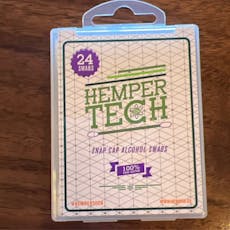 24
SWABS
HEMPER
TECH
SNAP CAP ALCOHOL SWABS
100%